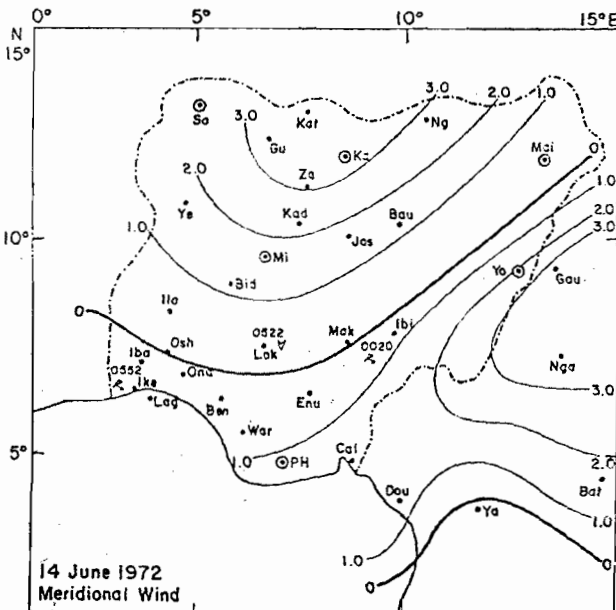 N
15°
5°
10°
15°E
3.0
2.0
1.0
Sa
Kat
3.0
Ng
Gu
Ka
Mai
0
Za
1.0
2.0
Ye
2.0
Kad
Bau
3.0
10°
1.0
Jos
Mi
Yo
Gau
Bid
Ila
0
0522
Mak
Ibi
Osh
Lok
0020
Iba
0552
Onu
Nga
Ike
Enu
3.0
Lag
Ben
War
5°
1.0
PH
Cal
2.0
Dou
Bat
Ya
1.0
1.0
14 June 1972
0
0
Meridional Wind